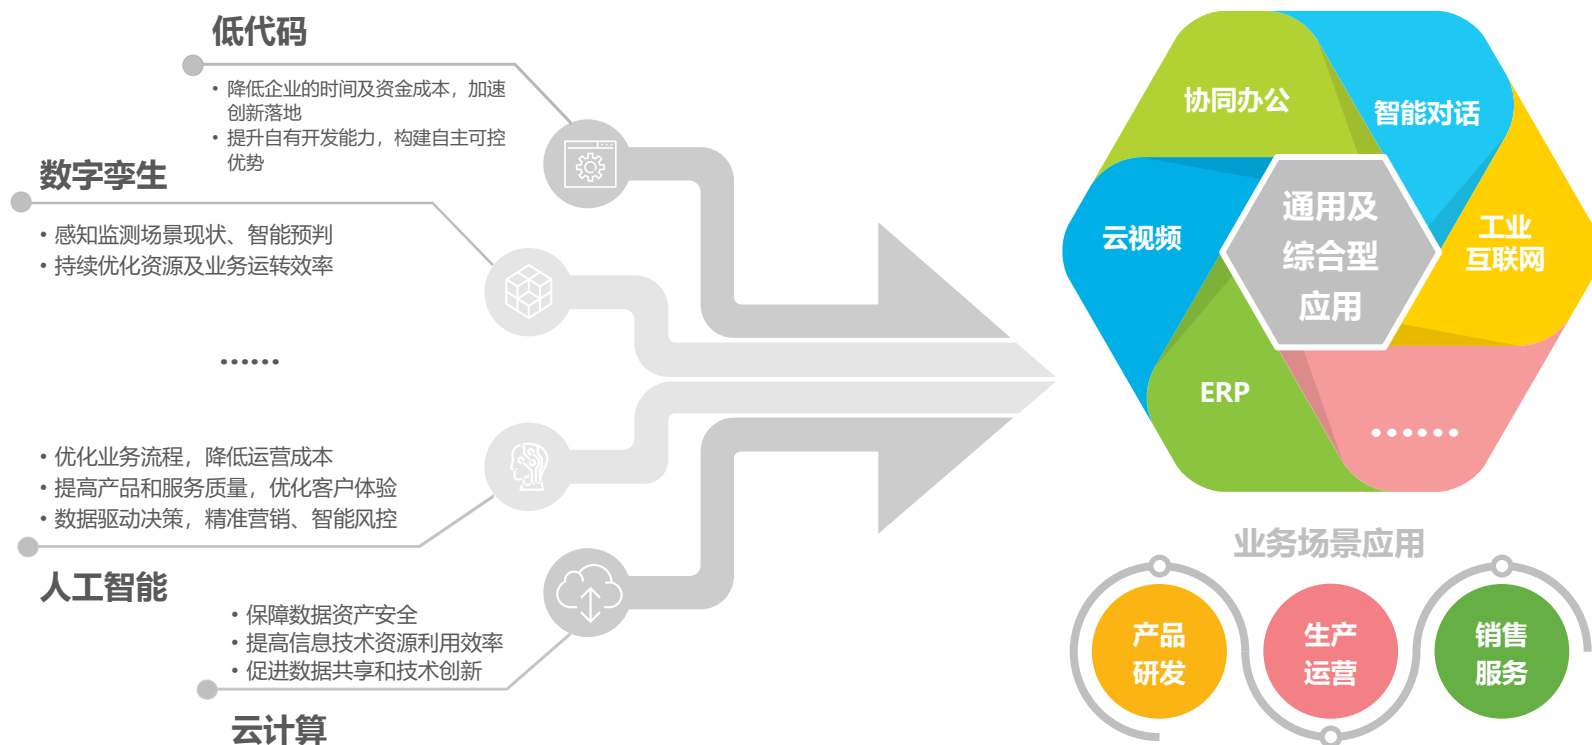 低代码
• 降低企业的时间及资金成本，加速
创新落地
• 提升自有开发能力，构建自主可控
优势
数字孪生
• 感知监测场景现状、智能预判
• 持续优化资源及业务运转效率
······
• 优化业务流程，降低运营成本
• 提高产品和服务质量，优化客户体验
• 数据驱动决策，精准营销、智能风控
人工智能
• 保障数据资产安全
• 提高信息技术资源利用效率
• 促进数据共享和技术创新
云计算
协同办公
智能对话
云视频
通用及
综合型
应用
工业
互联网
ERP
······
业务场景应用
产品
研发
生产
运营
销售
服务